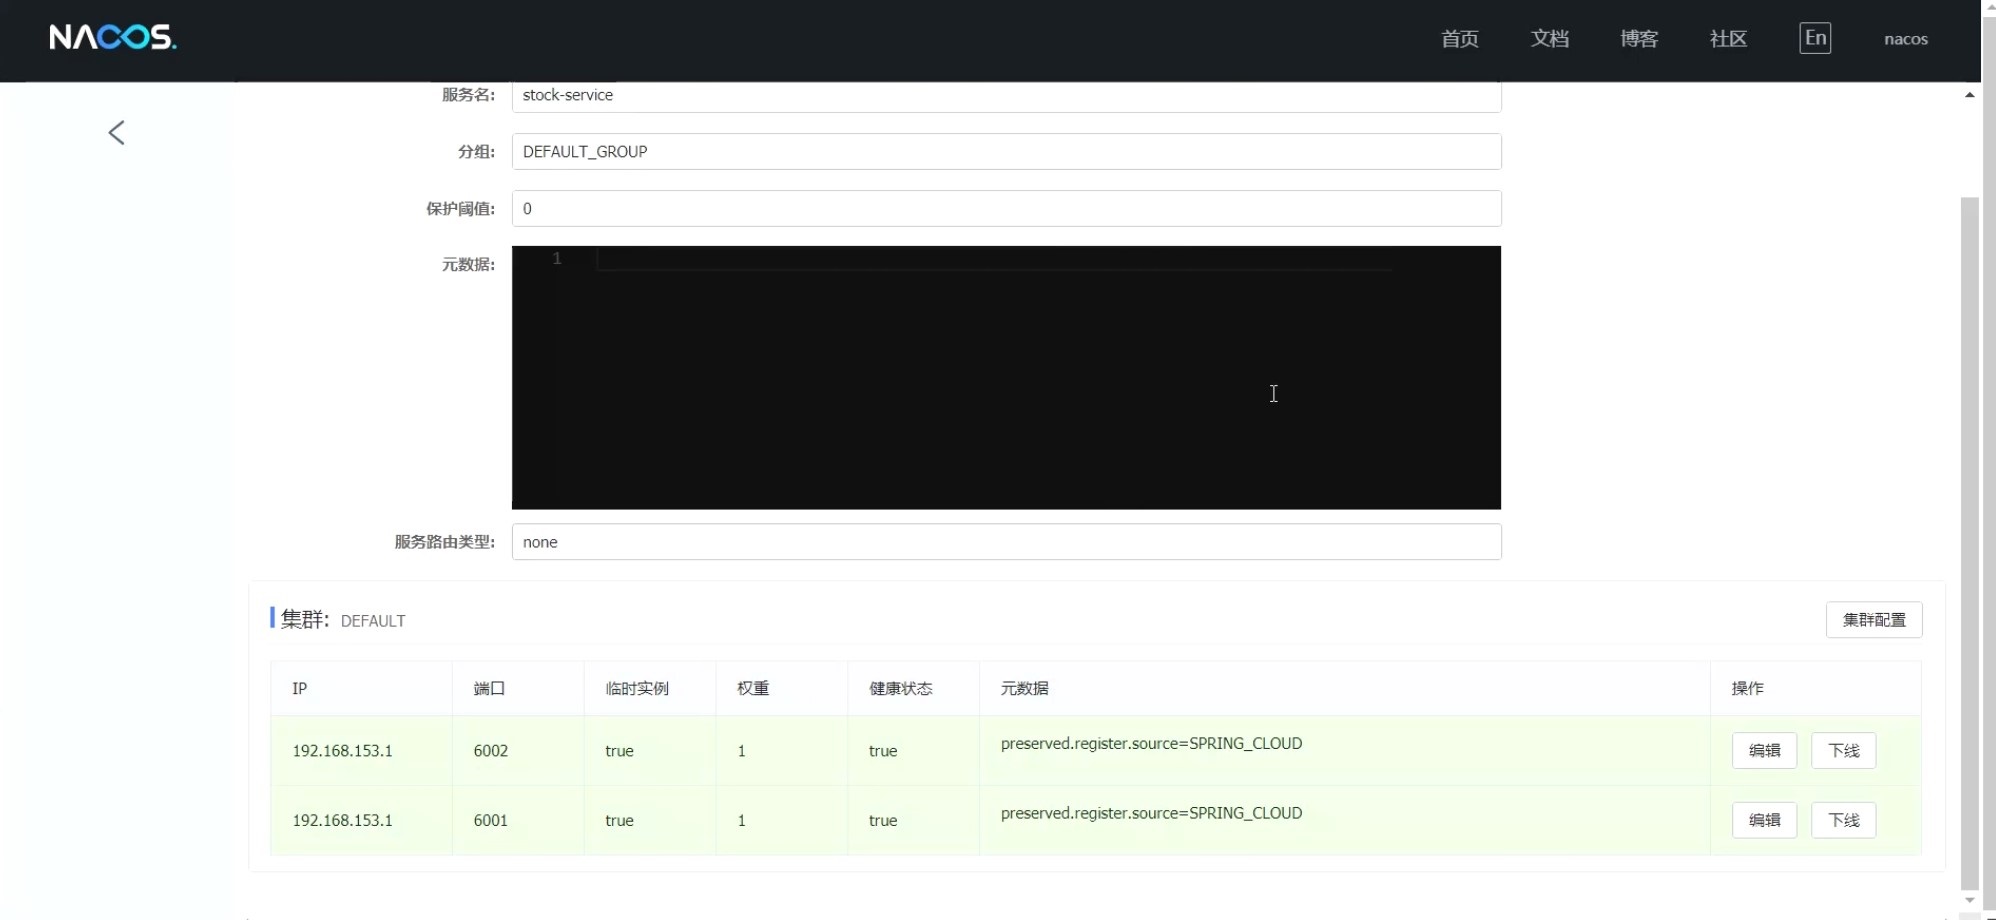 NACOS.
首页 文档 博客 社区 En nacos
服务名: stock-service
分组: DEFAULT_GROUP
保护阈值: 0
元数据: 1
服务路由类型: none
集群: DEFAULT 集群配置
IP 端口 临时实例 权重 健康状态 元数据 操作
192.168.153.1 6002 true 1 true preserved.register.source=SPRING_CLOUD 编辑 下线
192.168.153.1 6001 true 1 true preserved.register.source=SPRING_CLOUD 编辑 下线